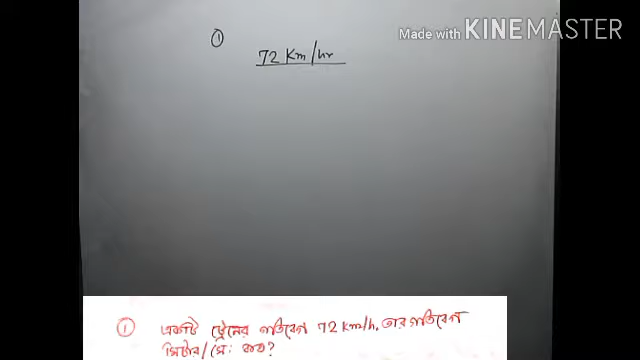 ①
Made with KINEMASTER
72 Km/hr
① একটি ট্রেনের গতিবেগ 72 Km/h. তার গতিবেগ
মিটার/সে: কত?